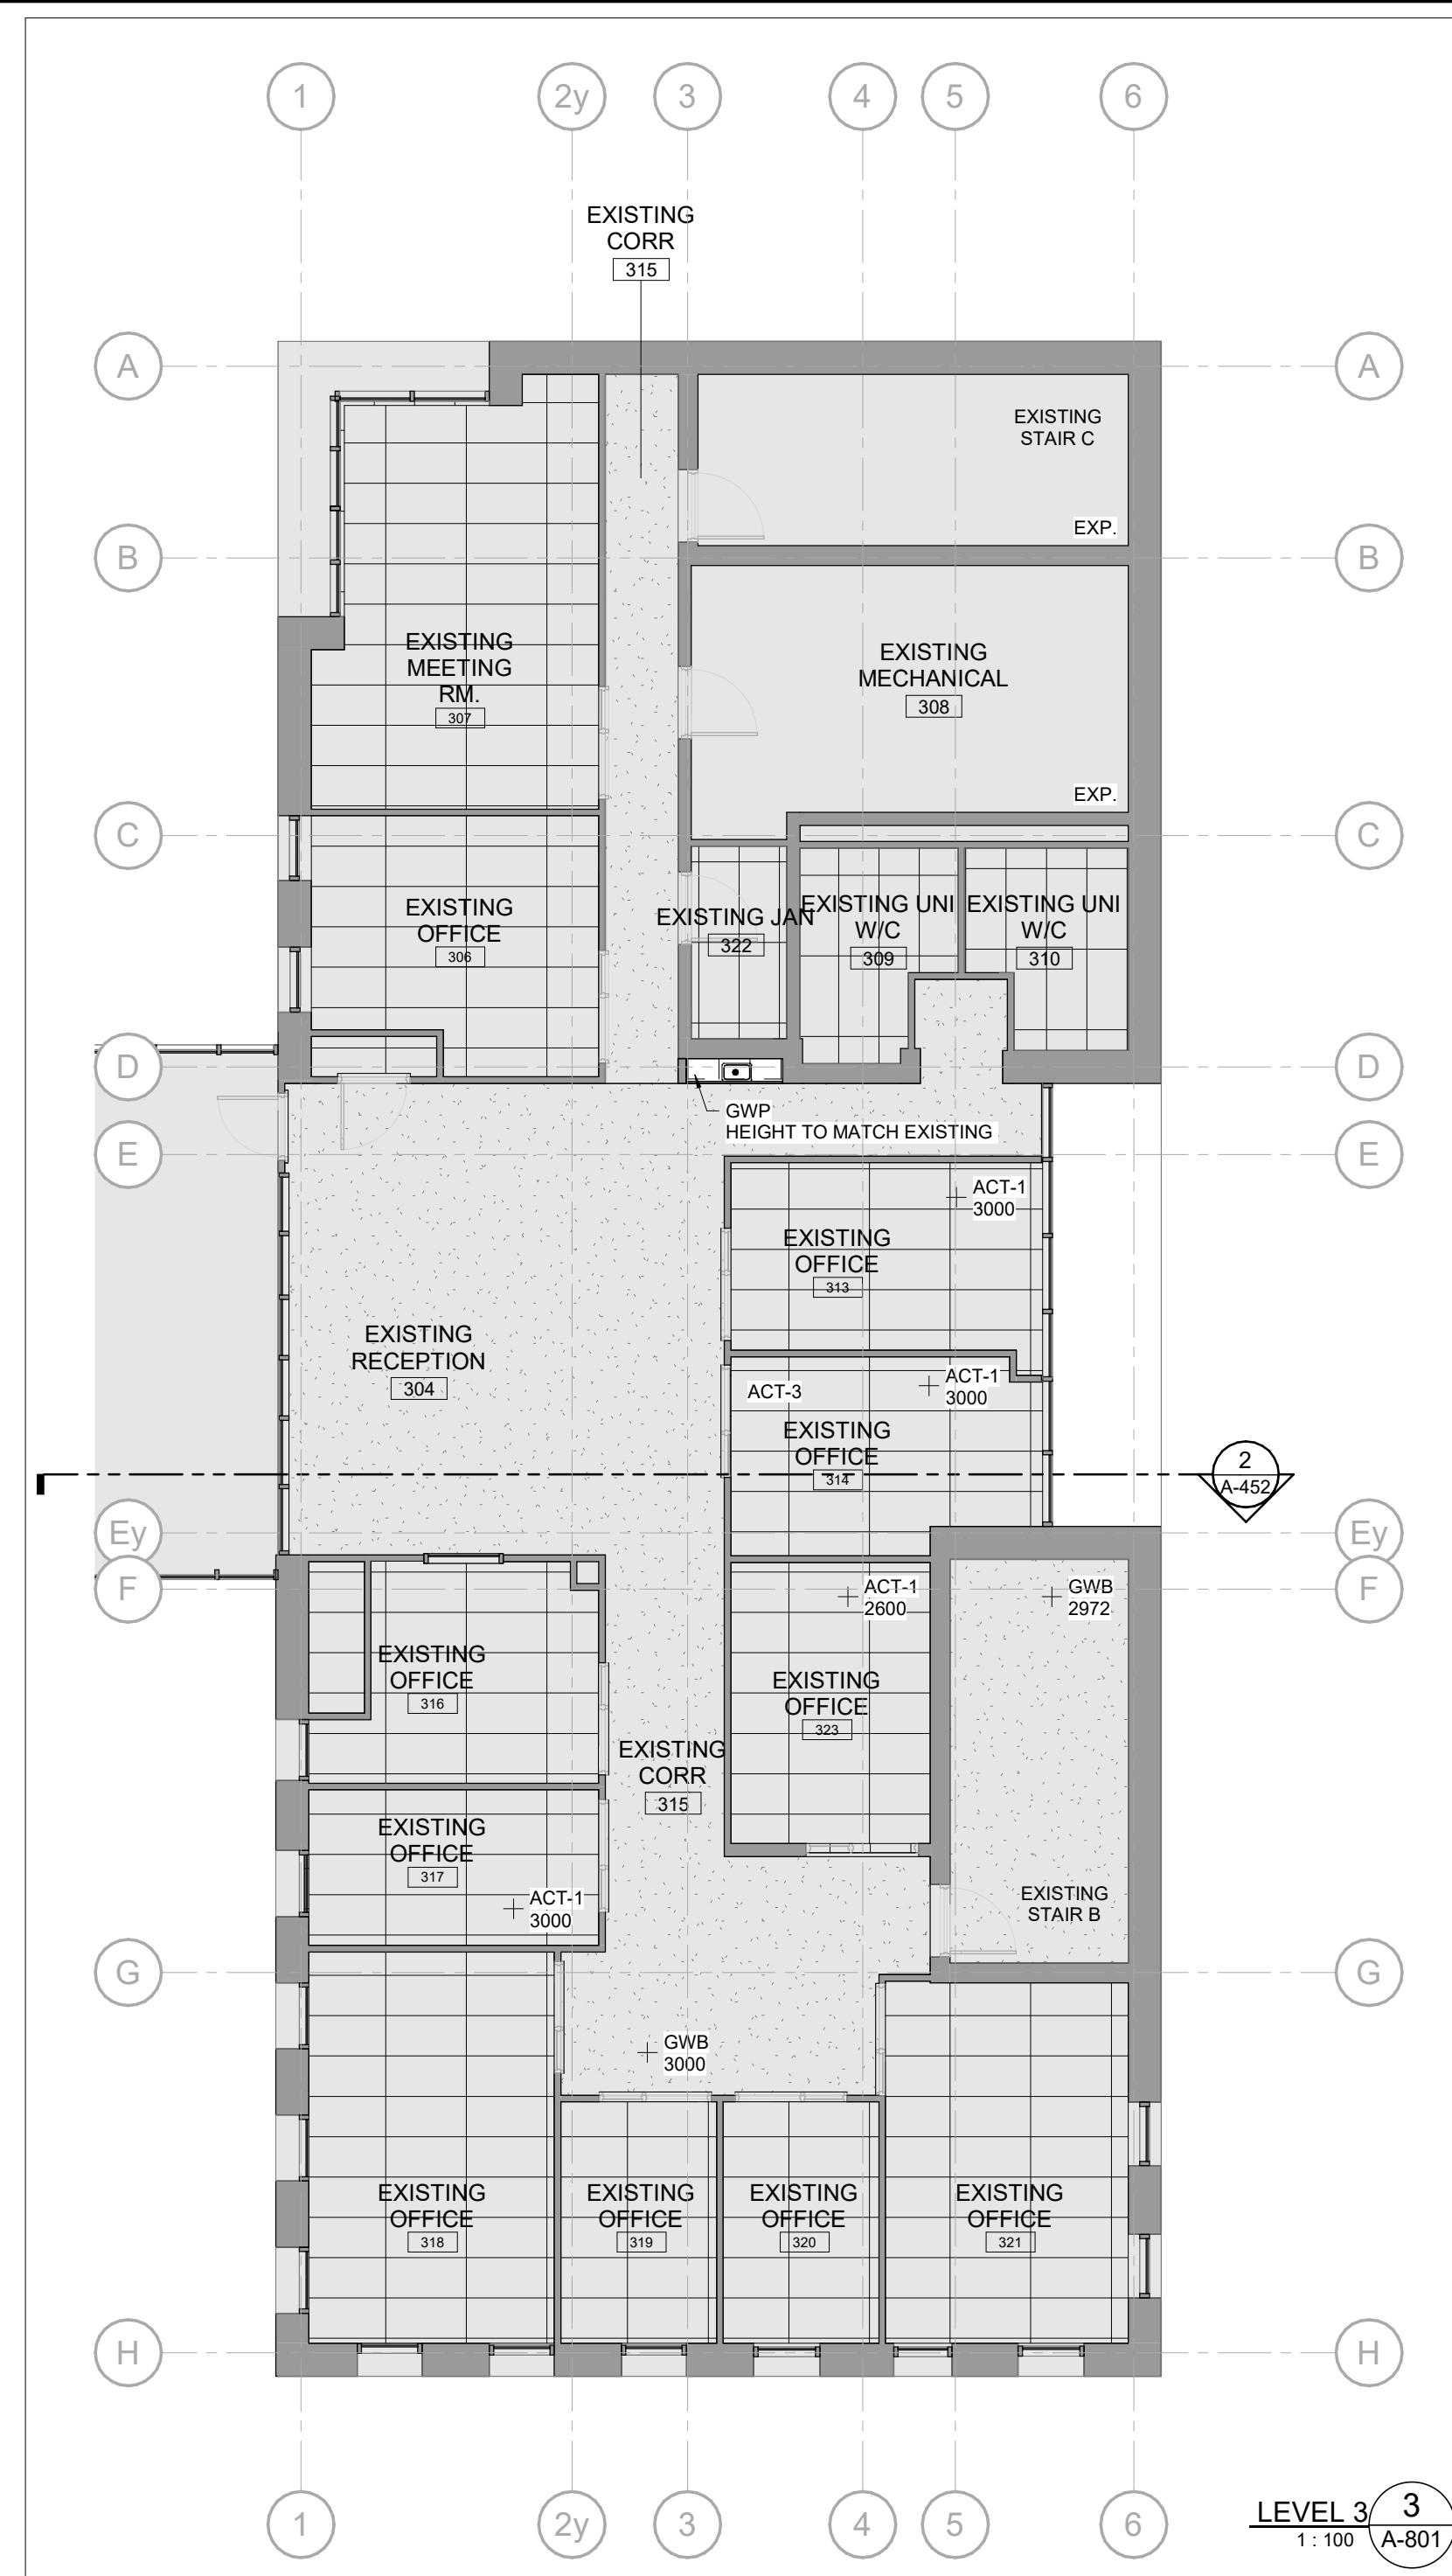 1 2y 3 4 5 6
EXISTING
CORR
315
A A
EXISTING
STAIR C
EXP.
B B
EXISTING
MEETING
RM.
307
EXISTING
MECHANICAL
308
EXP.
C C
EXISTING
OFFICE
306
EXISTING JAN
322
EXISTING UNI
W/C
309
EXISTING UNI
W/C
310
D D
GWP
HEIGHT TO MATCH EXISTING
E E
ACT-1
3000
EXISTING
OFFICE
313
EXISTING
RECEPTION
304
ACT-3
ACT-1
3000
EXISTING
OFFICE
314
2
A-452
Ey Ey
F F
ACT-1
2600
GWB
2972
EXISTING
OFFICE
316
EXISTING
OFFICE
323
EXISTING
CORR
315
EXISTING
OFFICE
317
ACT-1
3000
EXISTING
STAIR B
G G
GWB
3000
EXISTING
OFFICE
318
EXISTING
OFFICE
319
EXISTING
OFFICE
320
EXISTING
OFFICE
321
H H
1 2y 3 4 5 6
LEVEL 3
1 : 100
3
A-801